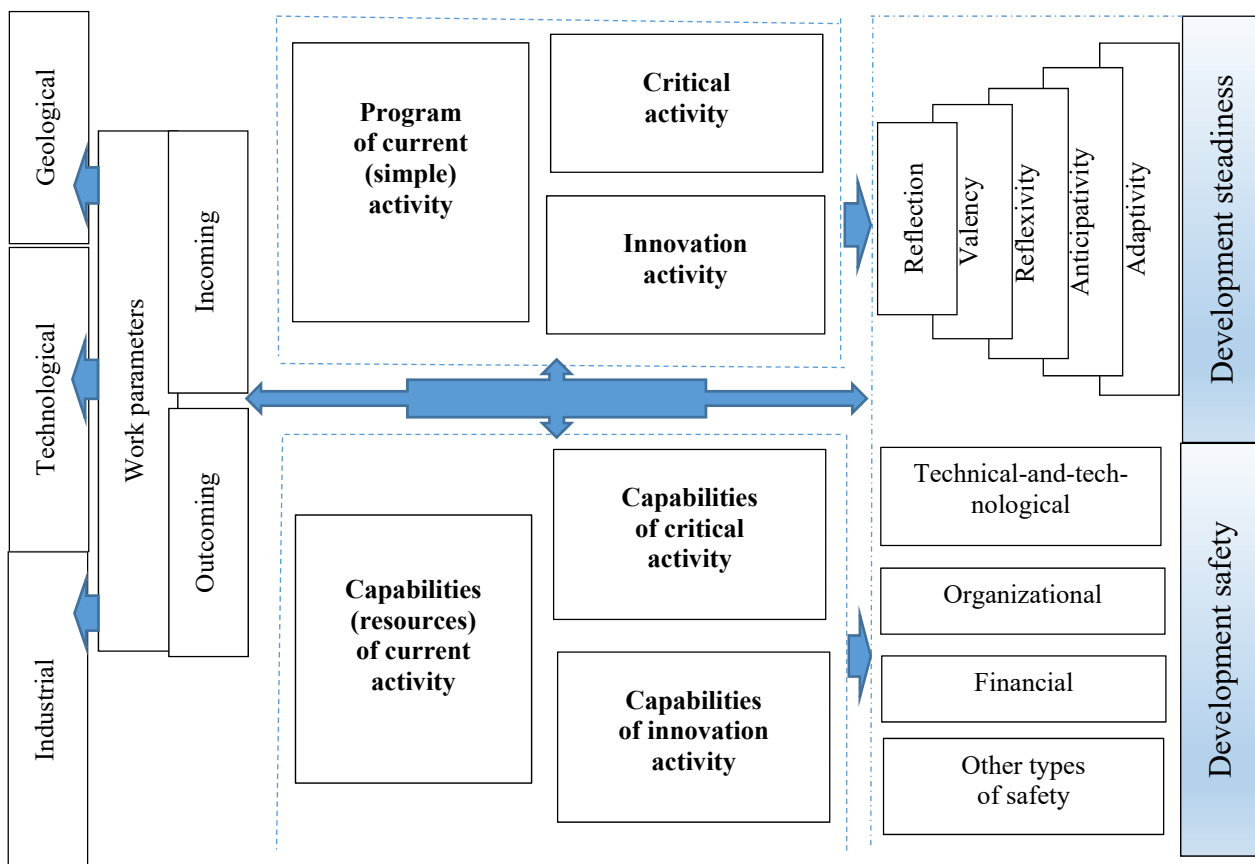 Geological
Technological
Industrial
Work parameters
Incoming
Outcoming
Program
of current
(simple)
activity
Critical
activity
Innovation
activity
Capabilities
(resources)
of current
activity
Capabilities
of critical
activity
Capabilities
of innovation
activity
Reflection
Valency
Reflexivity
Anticipativity
Adaptivity
Development steadiness
Technical-and-tech-
nological
Organizational
Financial
Other types
of safety
Development safety